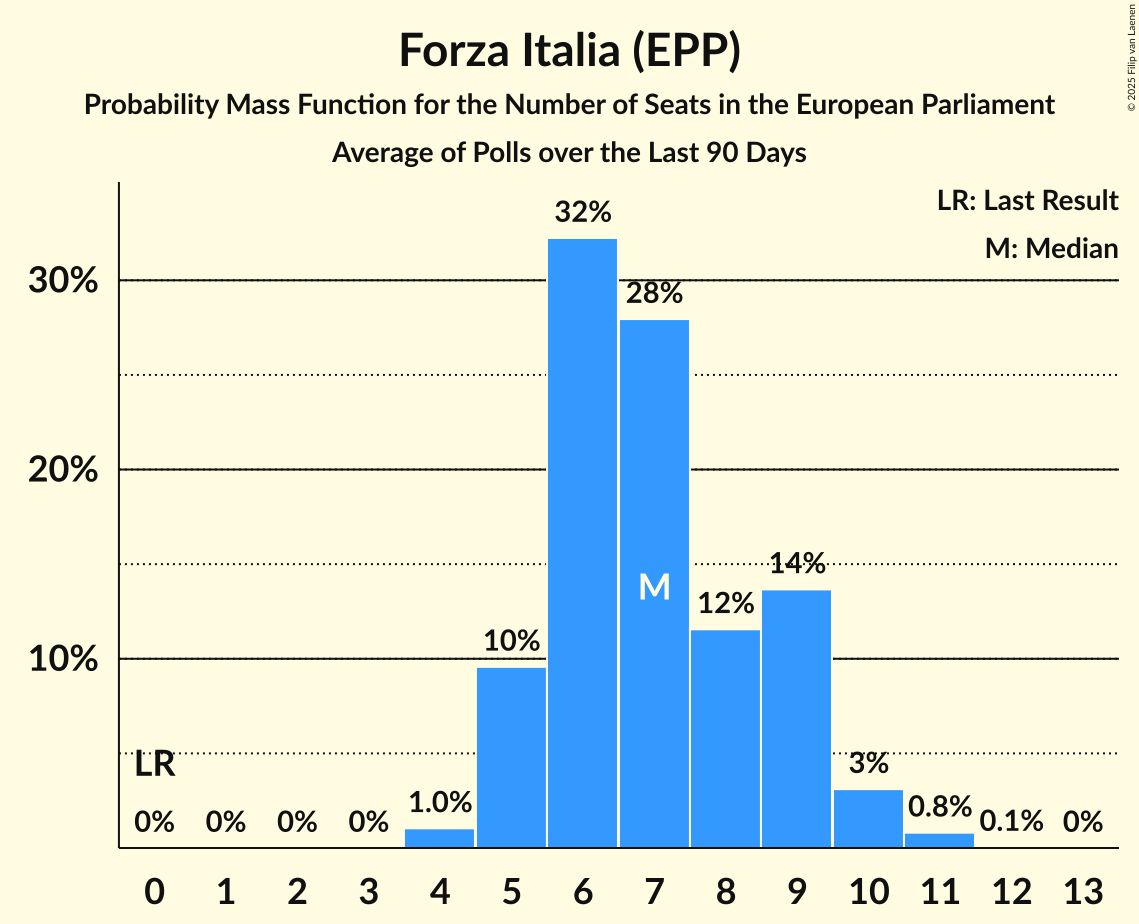 Forza Italia (EPP)
Probability Mass Function for the Number of Seats in the European Parliament
Average of Polls over the Last 90 Days
© 2025 Filip van Laenen
LR: Last Result
M: Median
32%
30%
28%
20%
14%
M
12%
10%
10%
LR
3%
0%
0%
0%
0%
1.0%
0.8%
0.1%
0%
0 1 2 3 4 5 6 7 8 9 10 11 12 13